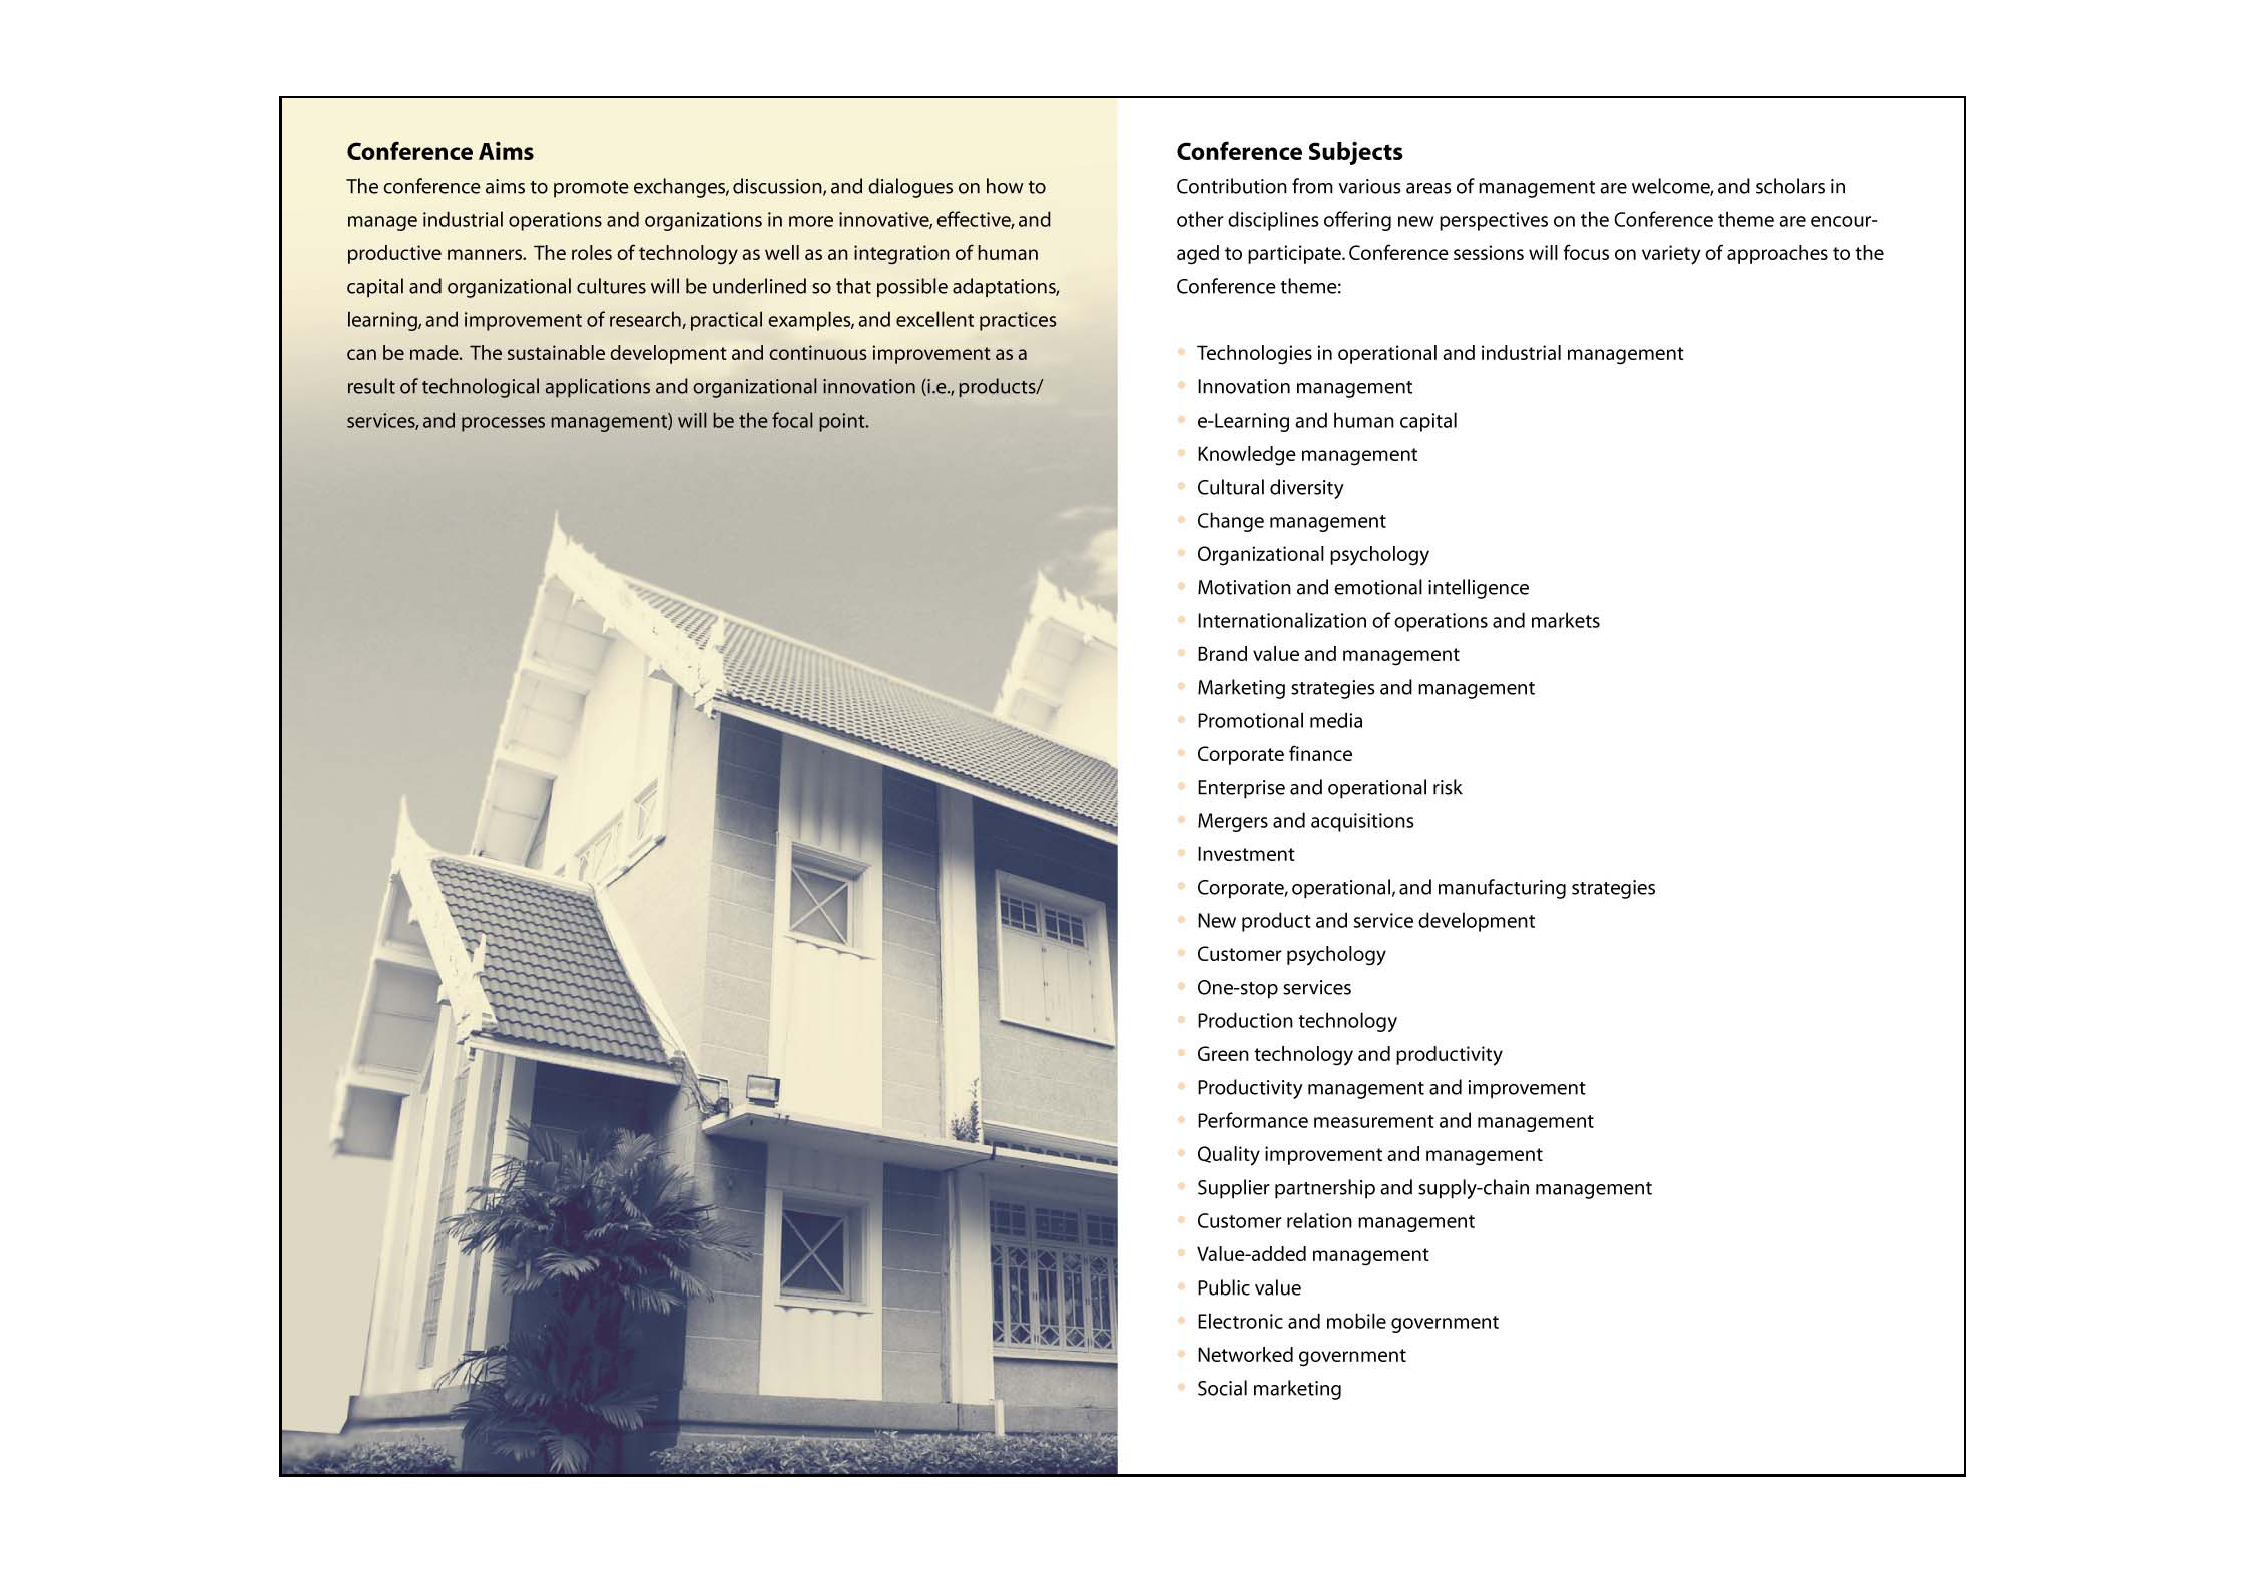 Conference Aims
The conference aims to promote exchanges, discussion, and dialogues on how to
manage industrial operations and organizations in more innovative, effective, and
productive manners. The roles of technology as well as an integration of human
capital and organizational cultures will be underlined so that possible adaptations,
learning, and improvement of research, practical examples, and excellent practices
can be made. The sustainable development and continuous improvement as a
result of technological applications and organizational innovation (i.e., products/
services, and processes management) will be the focal point.
Conference Subjects
Contribution from various areas of management are welcome, and scholars in
other disciplines offering new perspectives on the Conference theme are encour-
aged to participate. Conference sessions will focus on variety of approaches to the
Conference theme:
• Technologies in operational and industrial management
• Innovation management
• e-Learning and human capital
• Knowledge management
• Cultural diversity
• Change management
• Organizational psychology
• Motivation and emotional intelligence
• Internationalization of operations and markets
• Brand value and management
• Marketing strategies and management
• Promotional media
• Corporate finance
• Enterprise and operational risk
• Mergers and acquisitions
• Investment
• Corporate, operational, and manufacturing strategies
• New product and service development
• Customer psychology
• One-stop services
• Production technology
• Green technology and productivity
• Productivity management and improvement
• Performance measurement and management
• Quality improvement and management
• Supplier partnership and supply-chain management
• Customer relation management
• Value-added management
• Public value
• Electronic and mobile government
• Networked government
• Social marketing